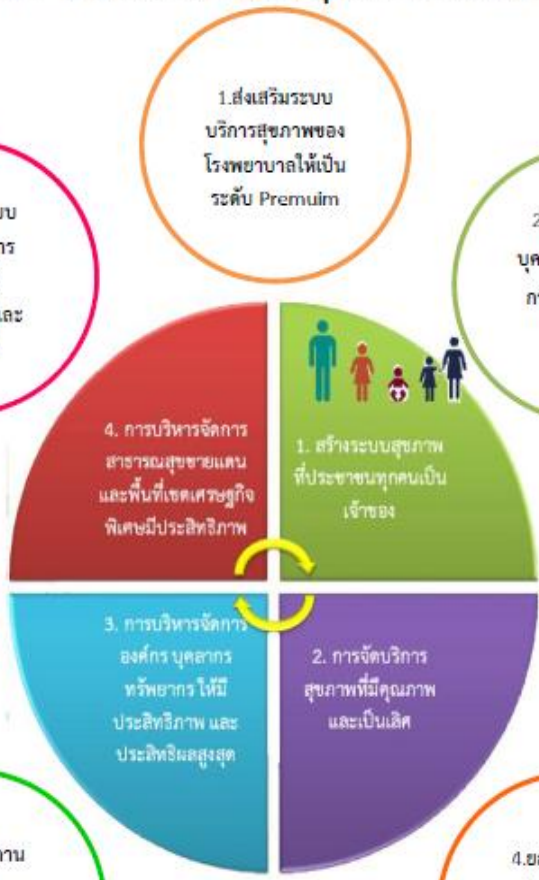 1.ส่งเสริมระบบ
บริการสุขภาพของ
โรงพยาบาลให้เป็น
ระดับ Premuim
4. การบริหารจัดการ
สาธารณสุขชายแดน
และพื้นที่เขตเศรษฐกิจ
พิเศษมีประสิทธิภาพ
1. สร้างระบบสุขภาพ
ที่ประชาชนทุกคนเป็น
เจ้าของ
3. การบริหารจัดการ
องค์กร บุคลากร
ทรัพยากร ให้มี
ประสิทธิภาพ และ
ประสิทธิผลสูงสุด
2. การจัดบริการ
สุขภาพที่มีคุณภาพ
และเป็นเลิศ